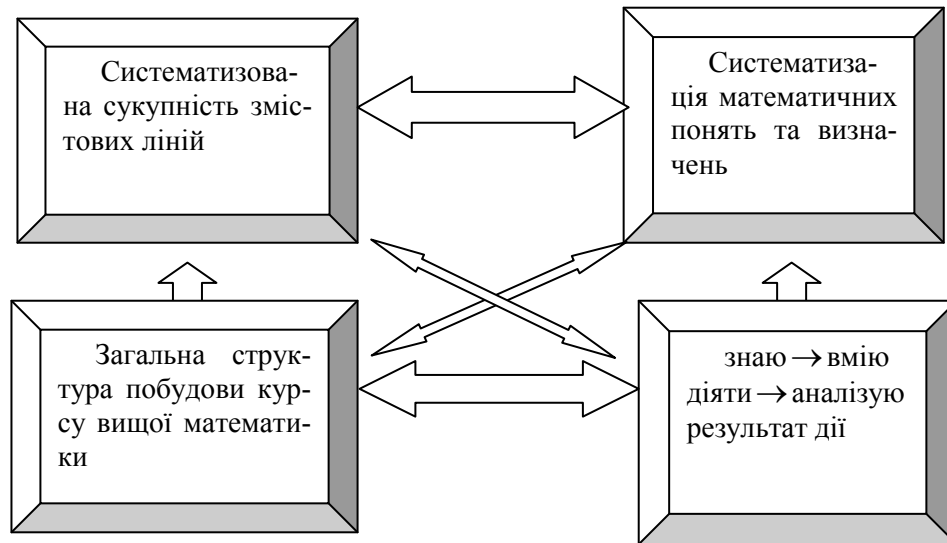 Систематизова-
на сукупність зміс-
тових ліній
Систематиза-
ція математичних
понять та визна-
чень
Загальна струк-
тура побудови кур-
су вищої математи-
ки
знаю → вмію
діяти → аналізую
результат дії